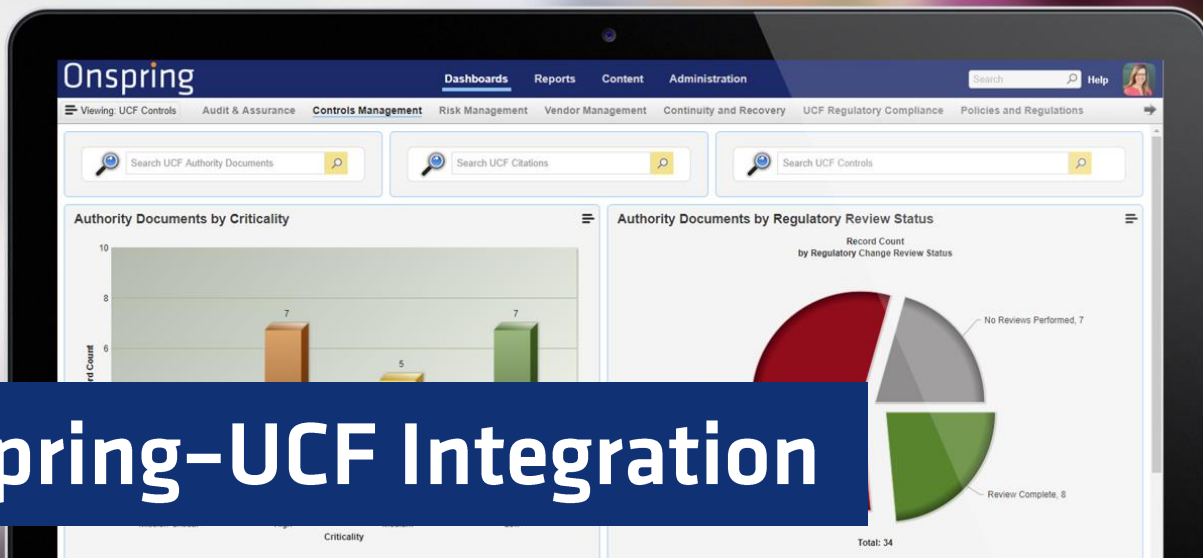 Onspring
Dashboards Reports Content Administration
Search
Help
Viewing: UCF Controls Audit & Assurance Controls Management Risk Management Vendor Management Continuity and Recovery UCF Regulatory Compliance Policies and Regulations
Search UCF Authority Documents
Search UCF Citations
Search UCF Controls
Authority Documents by Criticality
10
8
6
7
5
7
Criticality
Authority Documents by Regulatory Review Status
Record Count
by Regulatory Change Review Status
No Reviews Performed, 7
Review Complete, 8
Total: 34
pring–UCF Integration